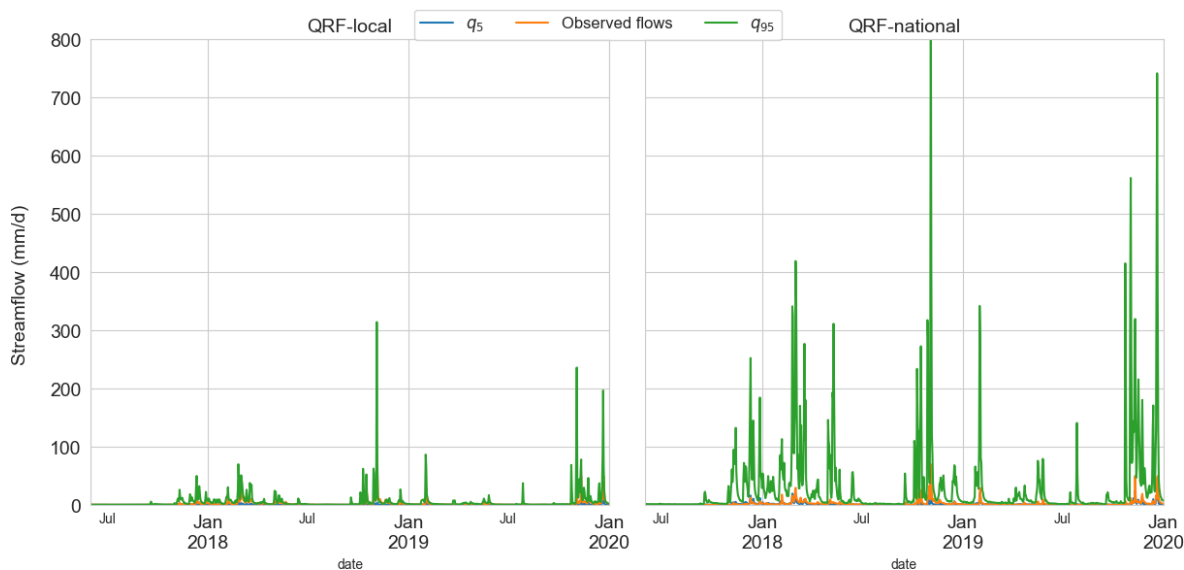 QRF-local
q5 Observed flows q95
QRF-national
Streamflow (mm/d)
800
700
600
500
400
300
200
100
0
Jul Jan Jul Jan Jul Jan
2018 2019 2020
date
Jul Jan Jul Jan Jul Jan
2018 2019 2020
date